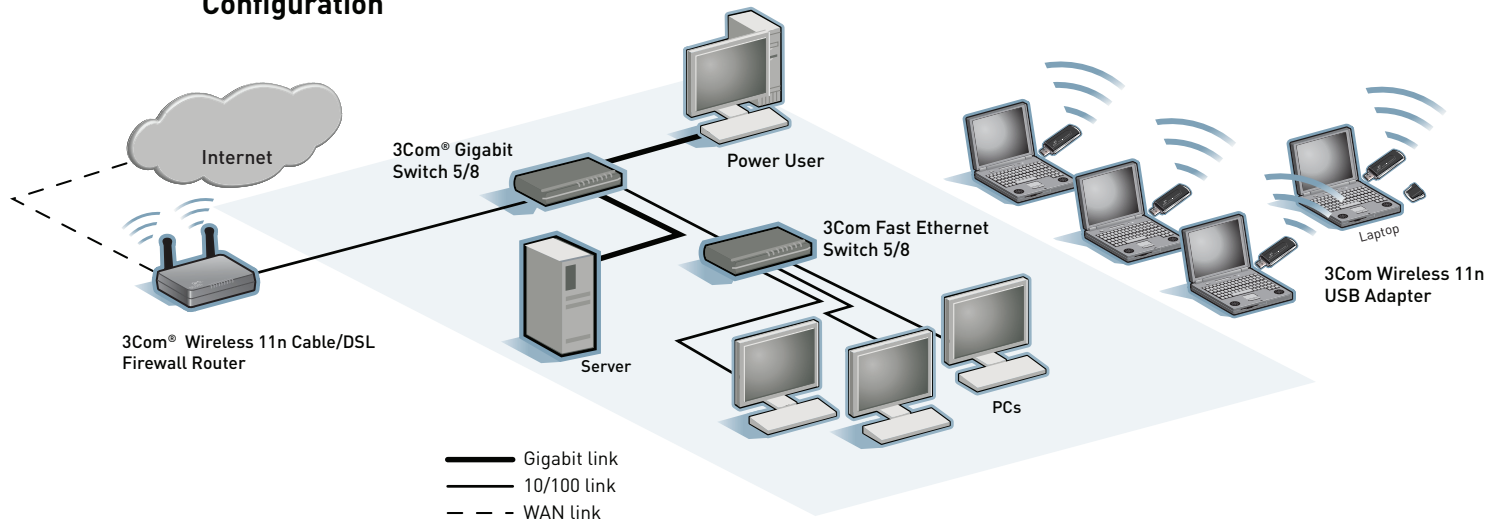 Configuration
Internet
3Com® Gigabit
Switch 5/8
Power User
3Com Fast Ethernet
Switch 5/8
Laptop
3Com Wireless 11n
USB Adapter
3Com® Wireless 11n Cable/DSL
Firewall Router
Server
PCs
Gigabit link
10/100 link
WAN link